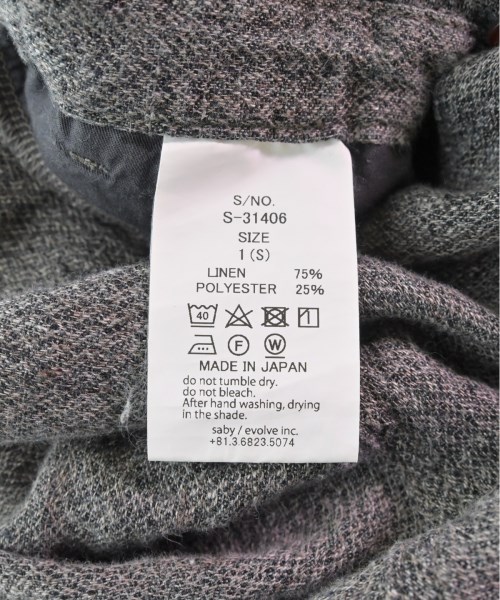 S/NO.
S-31406
SIZE
1 (S)
LINEN 75%
POLYESTER 25%
40
F W
MADE IN JAPAN
do not tumble dry.
do not bleach.
After hand washing, drying
in the shade.
saby / evolve inc.
+81.3.6823.5074